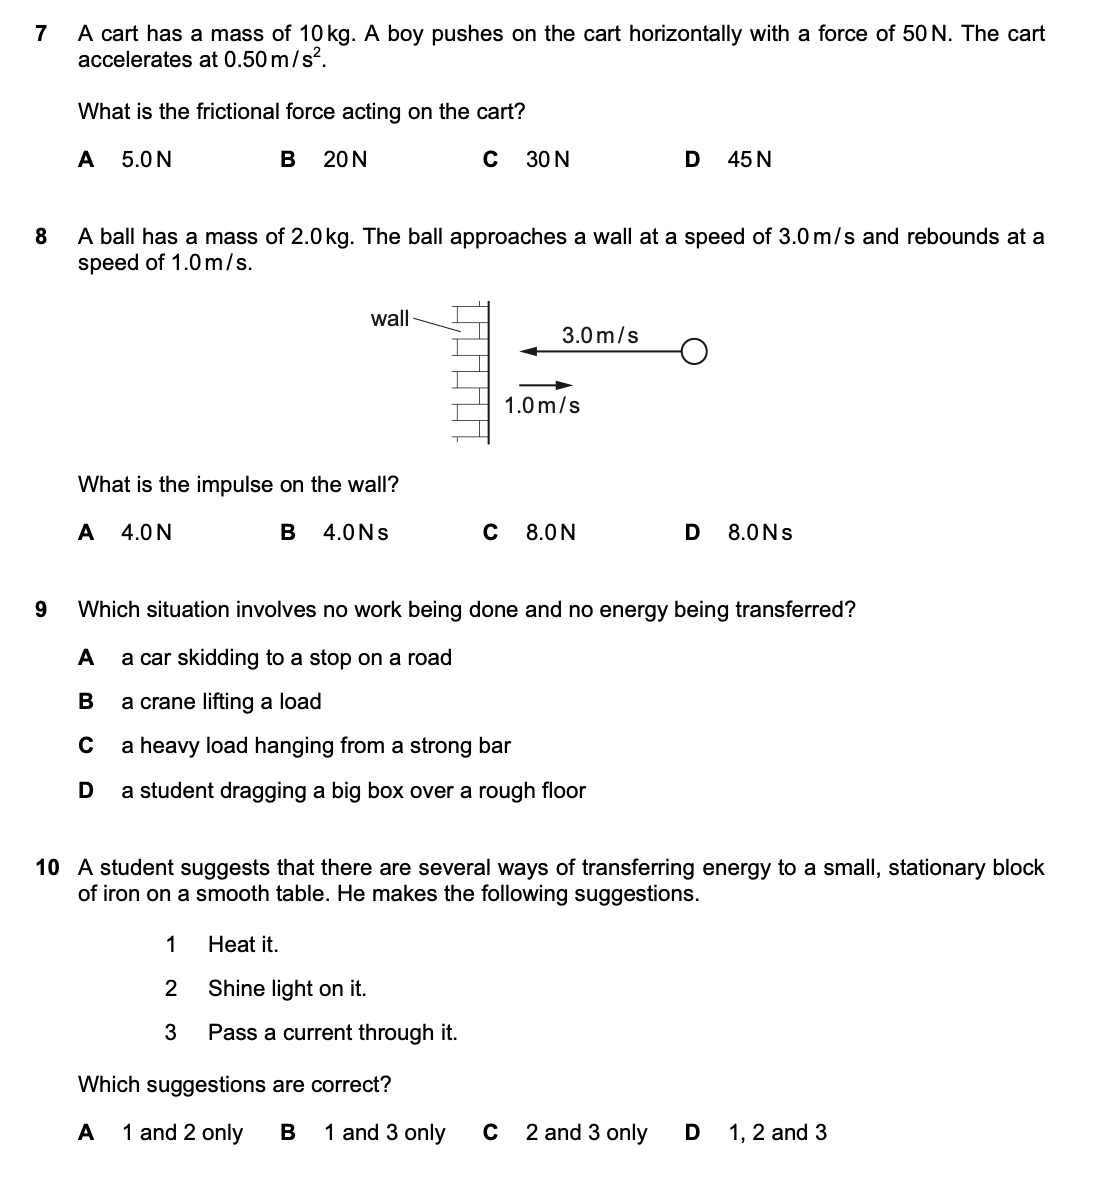 7 A cart has a mass of 10 kg. A boy pushes on the cart horizontally with a force of 50 N. The cart
accelerates at 0.50 m/s².
What is the frictional force acting on the cart?
A 5.0 N B 20 N C 30 N D 45 N
8 A ball has a mass of 2.0 kg. The ball approaches a wall at a speed of 3.0 m/s and rebounds at a
speed of 1.0 m/s.
wall
3.0 m/s
1.0 m/s
What is the impulse on the wall?
A 4.0 N B 4.0 N s C 8.0 N D 8.0 N s
9 Which situation involves no work being done and no energy being transferred?
A a car skidding to a stop on a road
B a crane lifting a load
C a heavy load hanging from a strong bar
D a student dragging a big box over a rough floor
10 A student suggests that there are several ways of transferring energy to a small, stationary block
of iron on a smooth table. He makes the following suggestions.
1 Heat it.
2 Shine light on it.
3 Pass a current through it.
Which suggestions are correct?
A 1 and 2 only B 1 and 3 only C 2 and 3 only D 1, 2 and 3